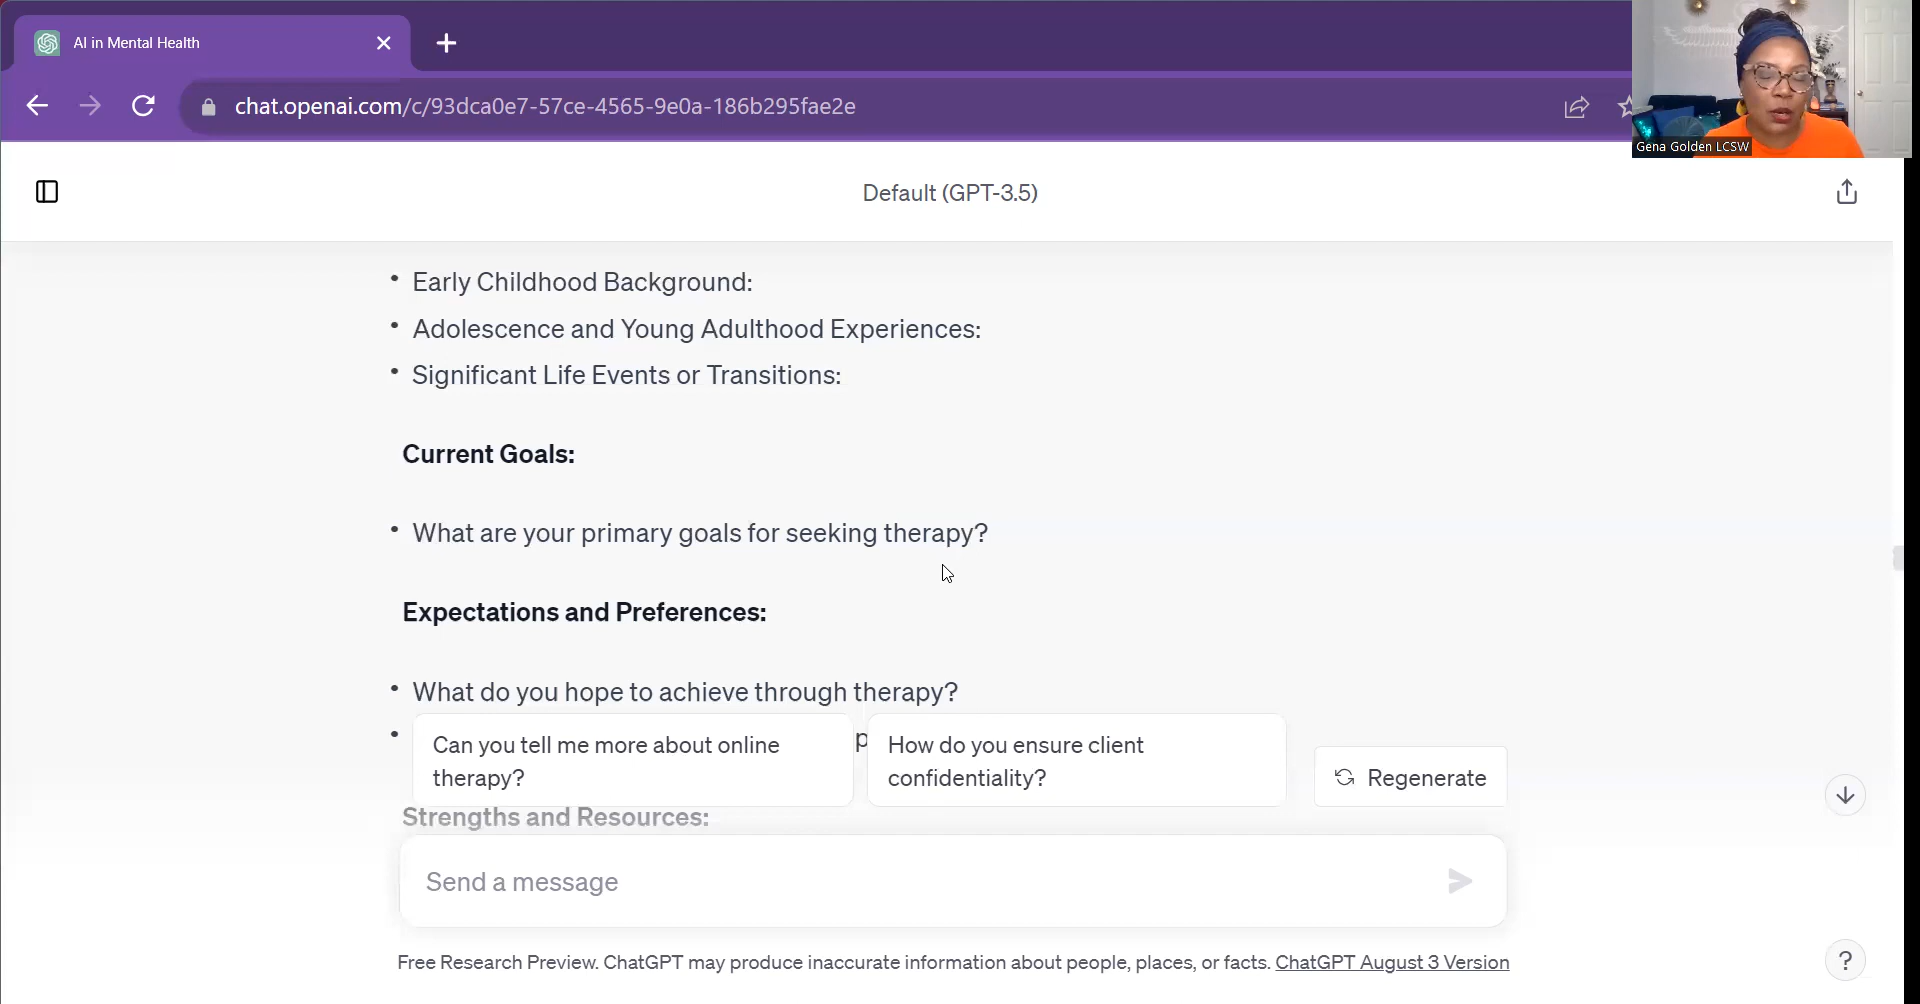 AI in Mental Health
chat.openai.com/c/93dca0e7-57ce-4565-9e0a-186b295fae2e
Gena Golden LCSW
Default (GPT-3.5)
• Early Childhood Background:
• Adolescence and Young Adulthood Experiences:
• Significant Life Events or Transitions:
Current Goals:
• What are your primary goals for seeking therapy?
Expectations and Preferences:
• What do you hope to achieve through therapy?
Can you tell me more about online
therapy?
How do you ensure client
confidentiality?
Regenerate
Strengths and Resources:
Send a message
Free Research Preview. ChatGPT may produce inaccurate information about people, places, or facts. ChatGPT August 3 Version
?